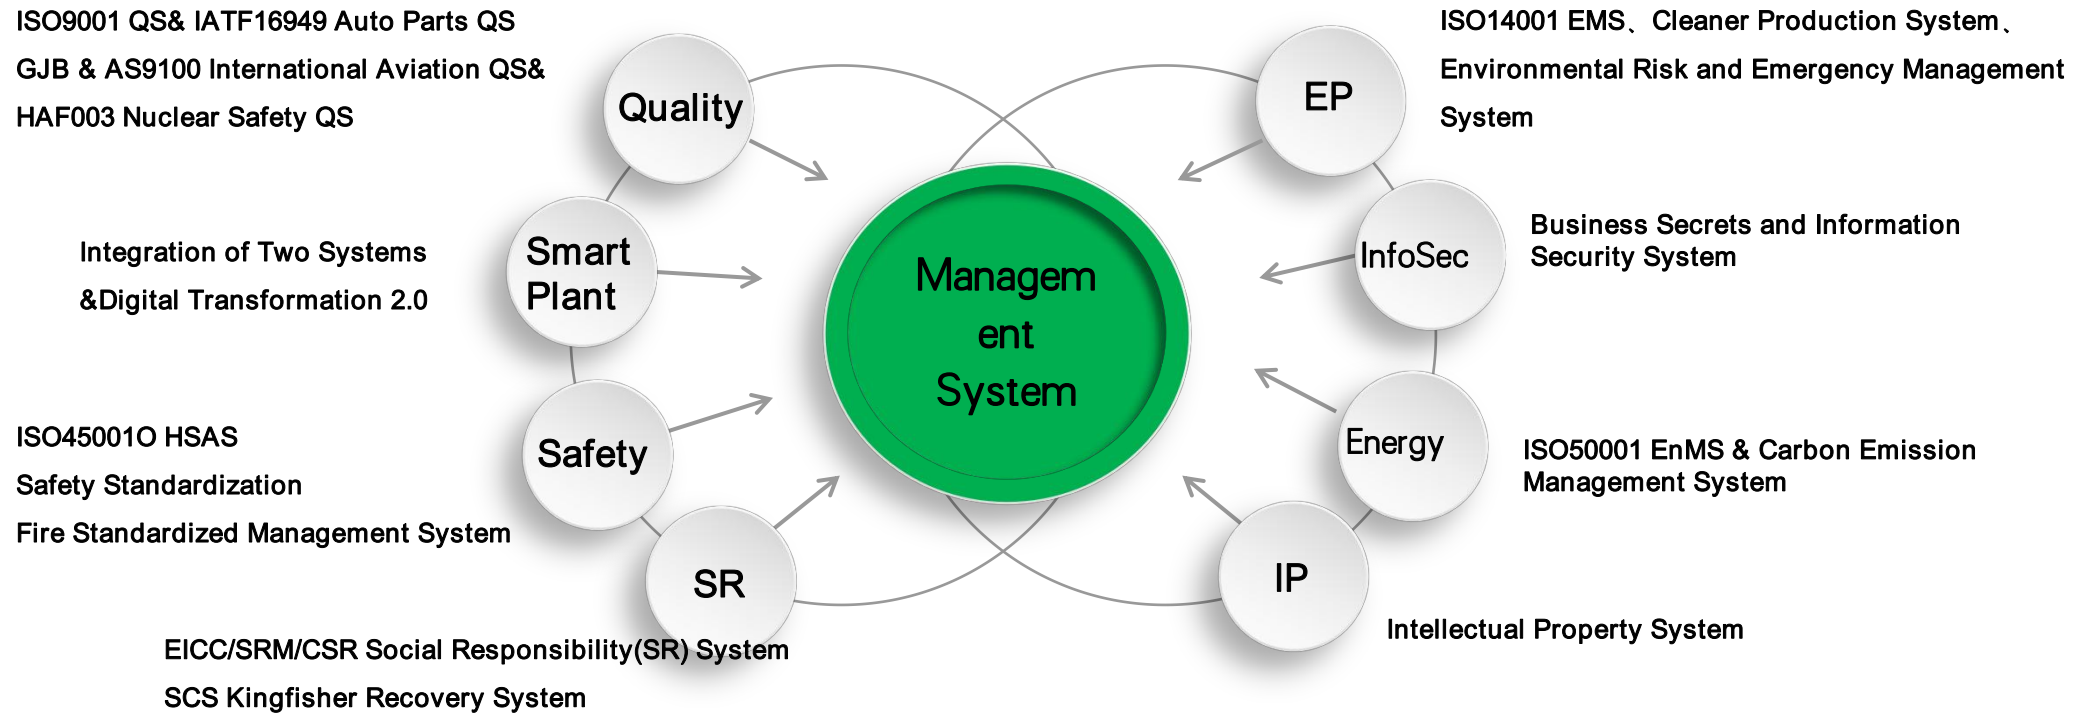 ISO9001 QS& IATF16949 Auto Parts QS
GJB & AS9100 International Aviation QS&
HAF003 Nuclear Safety QS
Quality
Integration of Two Systems
&Digital Transformation 2.0
Smart
Plant
ISO45001O HSAS
Safety Standardization
Fire Standardized Management System
Safety
SR
EICC/SRM/CSR Social Responsibility(SR) System
SCS Kingfisher Recovery System
Managem
ent
System
EP
ISO14001 EMS、Cleaner Production System、
Environmental Risk and Emergency Management
System
InfoSec
Business Secrets and Information
Security System
Energy
ISO50001 EnMS & Carbon Emission
Management System
IP
Intellectual Property System